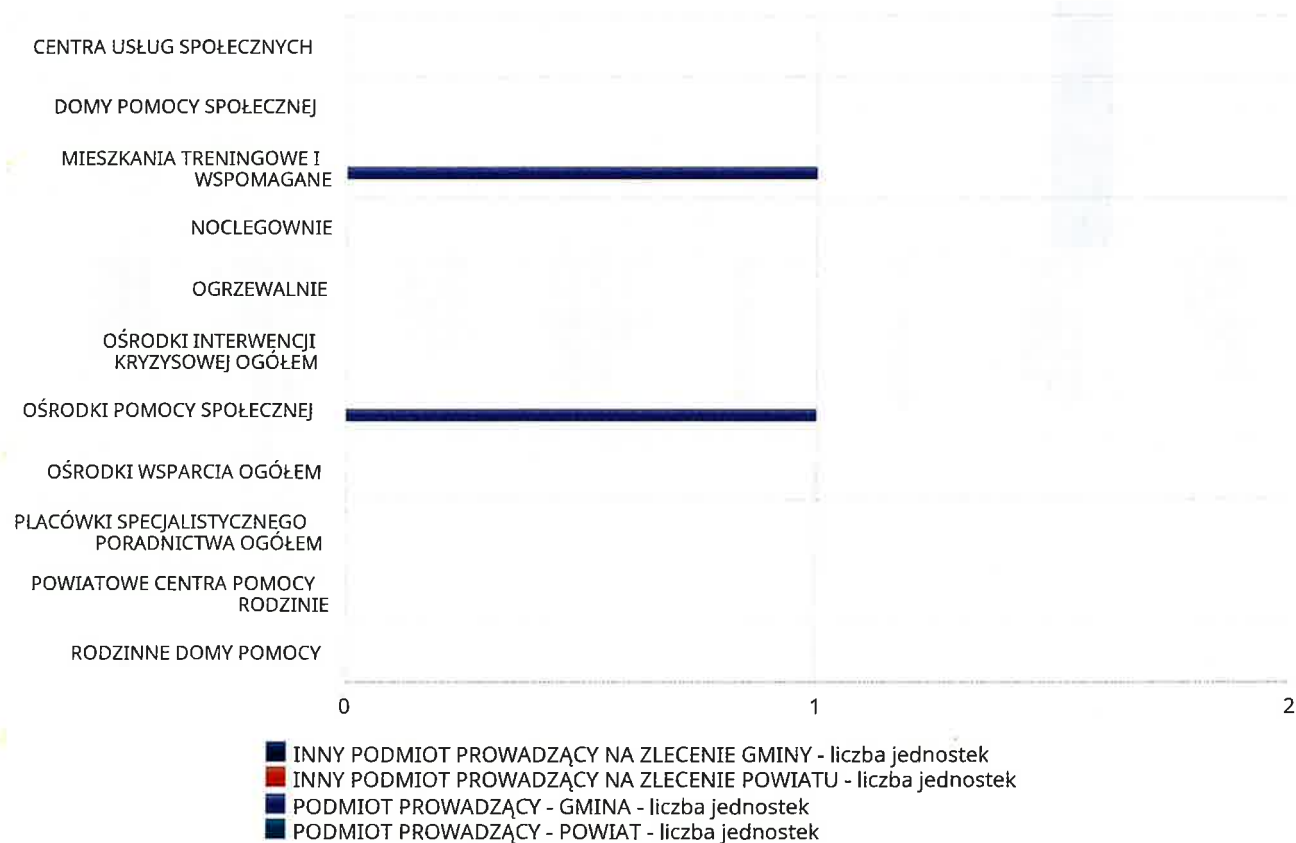 CENTRA USŁUG SPOŁECZNYCH
DOMY POMOCY SPOŁECZNEJ
MIESZKANIA TRENINGOWE I
WSPOMAGANE
NOCLEGOWNIE
OGRZEWALNIE
OŚRODKI INTERWENCJI
KRYZYSOWEJ OGÓŁEM
OŚRODKI POMOCY SPOŁECZNEJ
OŚRODKI WSPARCIA OGÓŁEM
PLACÓWKI SPECJALISTYCZNEGO
PORADNICTWA OGÓŁEM
POWIATOWE CENTRA POMOCY
RODZINIE
RODZINNE DOMY POMOCY
0 1 2
INNY PODMIOT PROWADZĄCY NA ZLECENIE GMINY - liczba jednostek
INNY PODMIOT PROWADZĄCY NA ZLECENIE POWIATU - liczba jednostek
PODMIOT PROWADZĄCY - GMINA - liczba jednostek
PODMIOT PROWADZĄCY - POWIAT - liczba jednostek